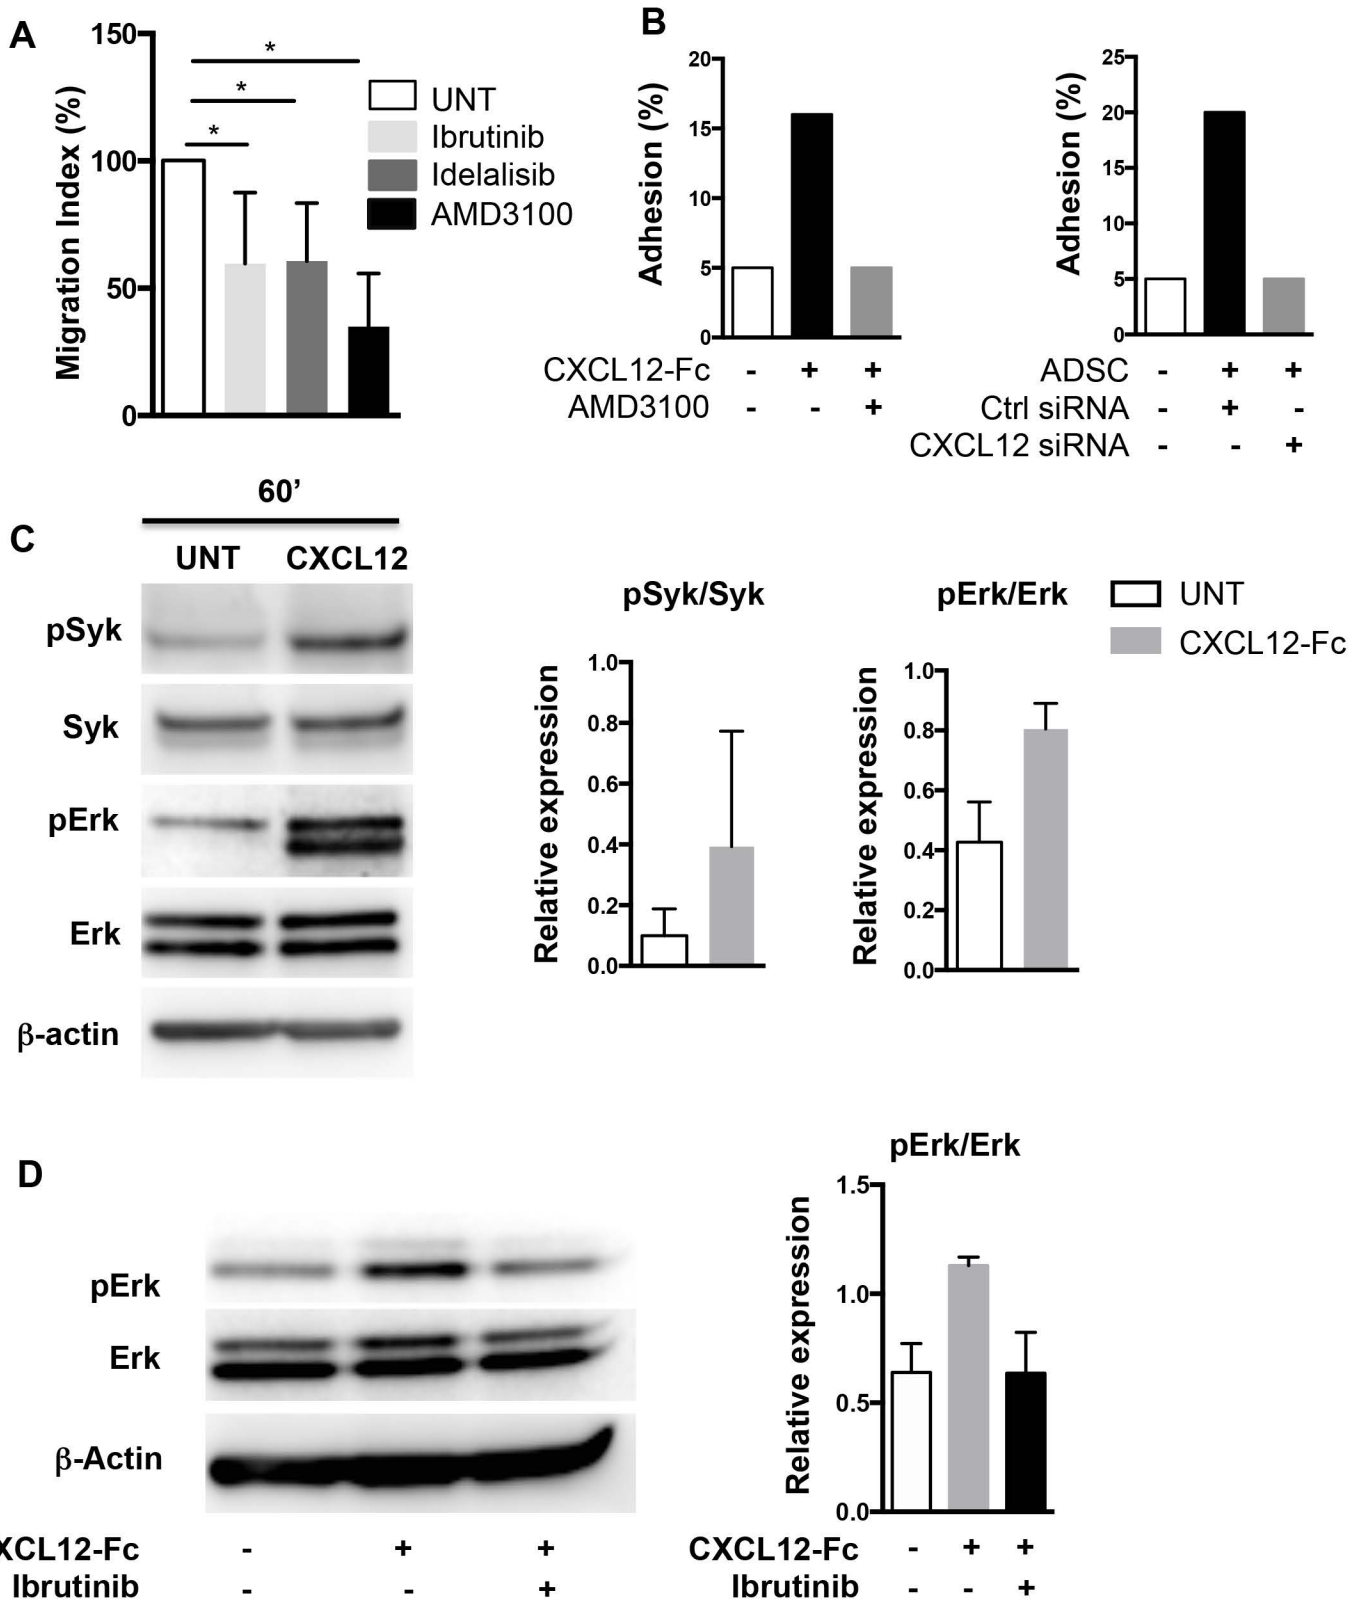 A
150
100
50
0
Migration Index (%)
*
*
*
UNT
Ibrutinib
Idelalisib
AMD3100
B
20
15
10
5
0
Adhesion (%)
CXCL12-Fc - + +
AMD3100 - - +
25
20
15
10
5
0
Adhesion (%)
ADSC - + +
Ctrl siRNA - + -
CXCL12 siRNA - - +
C
60’
UNT CXCL12
pSyk
Syk
pErk
Erk
β-actin
pSyk/Syk
1.0
0.8
0.6
0.4
0.2
0.0
Relative expression
pErk/Erk
1.0
0.8
0.6
0.4
0.2
0.0
Relative expression
UNT
CXCL12-Fc
D
pErk
Erk
β-Actin
XCL12-Fc - + +
Ibrutinib - - +
pErk/Erk
1.5
1.0
0.5
0.0
Relative expression
CXCL12-Fc - + +
Ibrutinib - - +